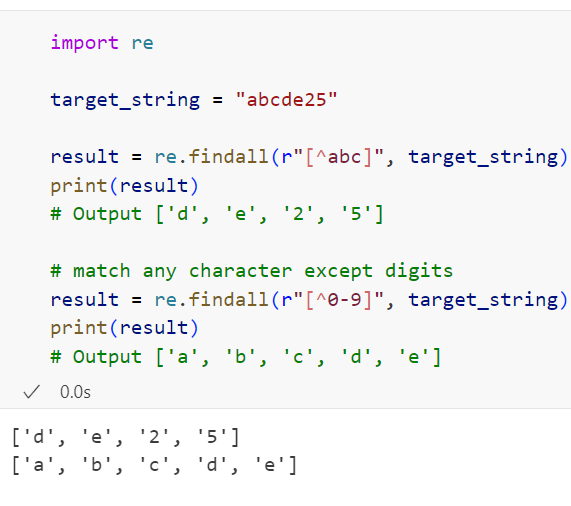 import re
target_string = "abcde25"
result = re.findall(r"[^abc]", target_string)
print(result)
# Output ['d', 'e', '2', '5']
# match any character except digits
result = re.findall(r"[^0-9]", target_string)
print(result)
# Output ['a', 'b', 'c', 'd', 'e']
0.0s
['d', 'e', '2', '5']
['a', 'b', 'c', 'd', 'e']